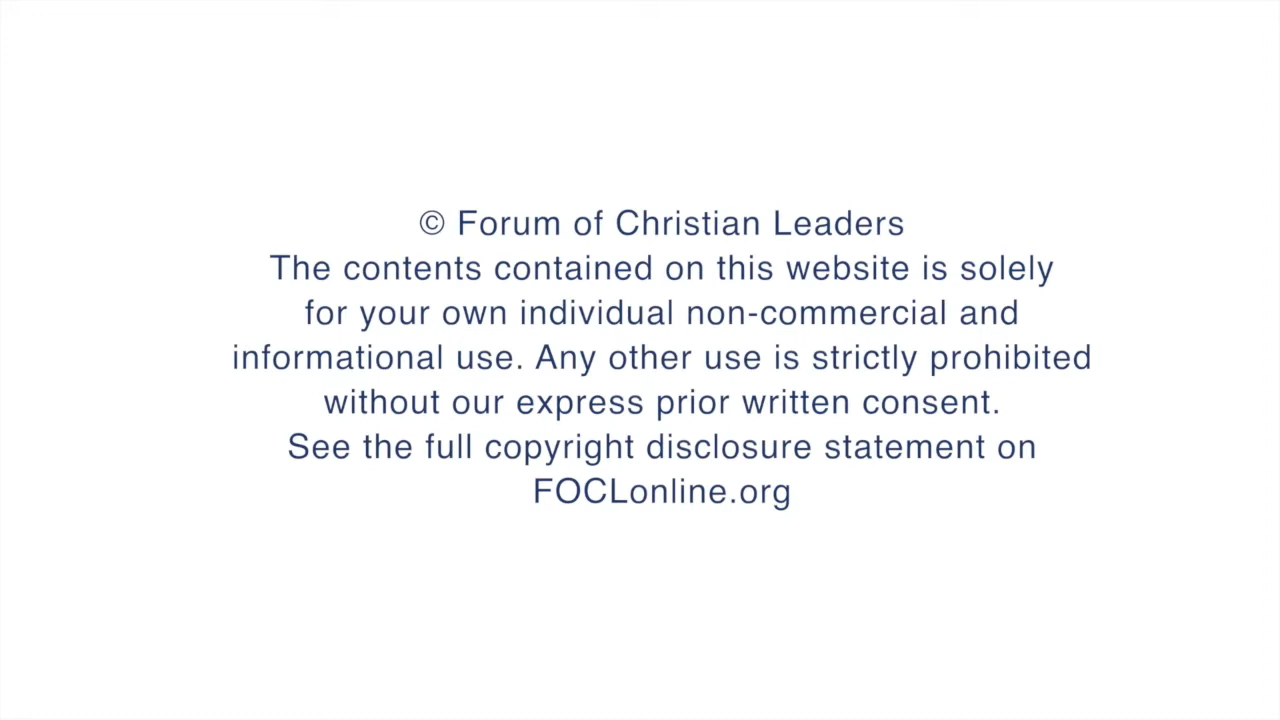 © Forum of Christian Leaders
The contents contained on this website is solely
for your own individual non-commercial and
informational use. Any other use is strictly prohibited
without our express prior written consent.
See the full copyright disclosure statement on
FOCLonline.org